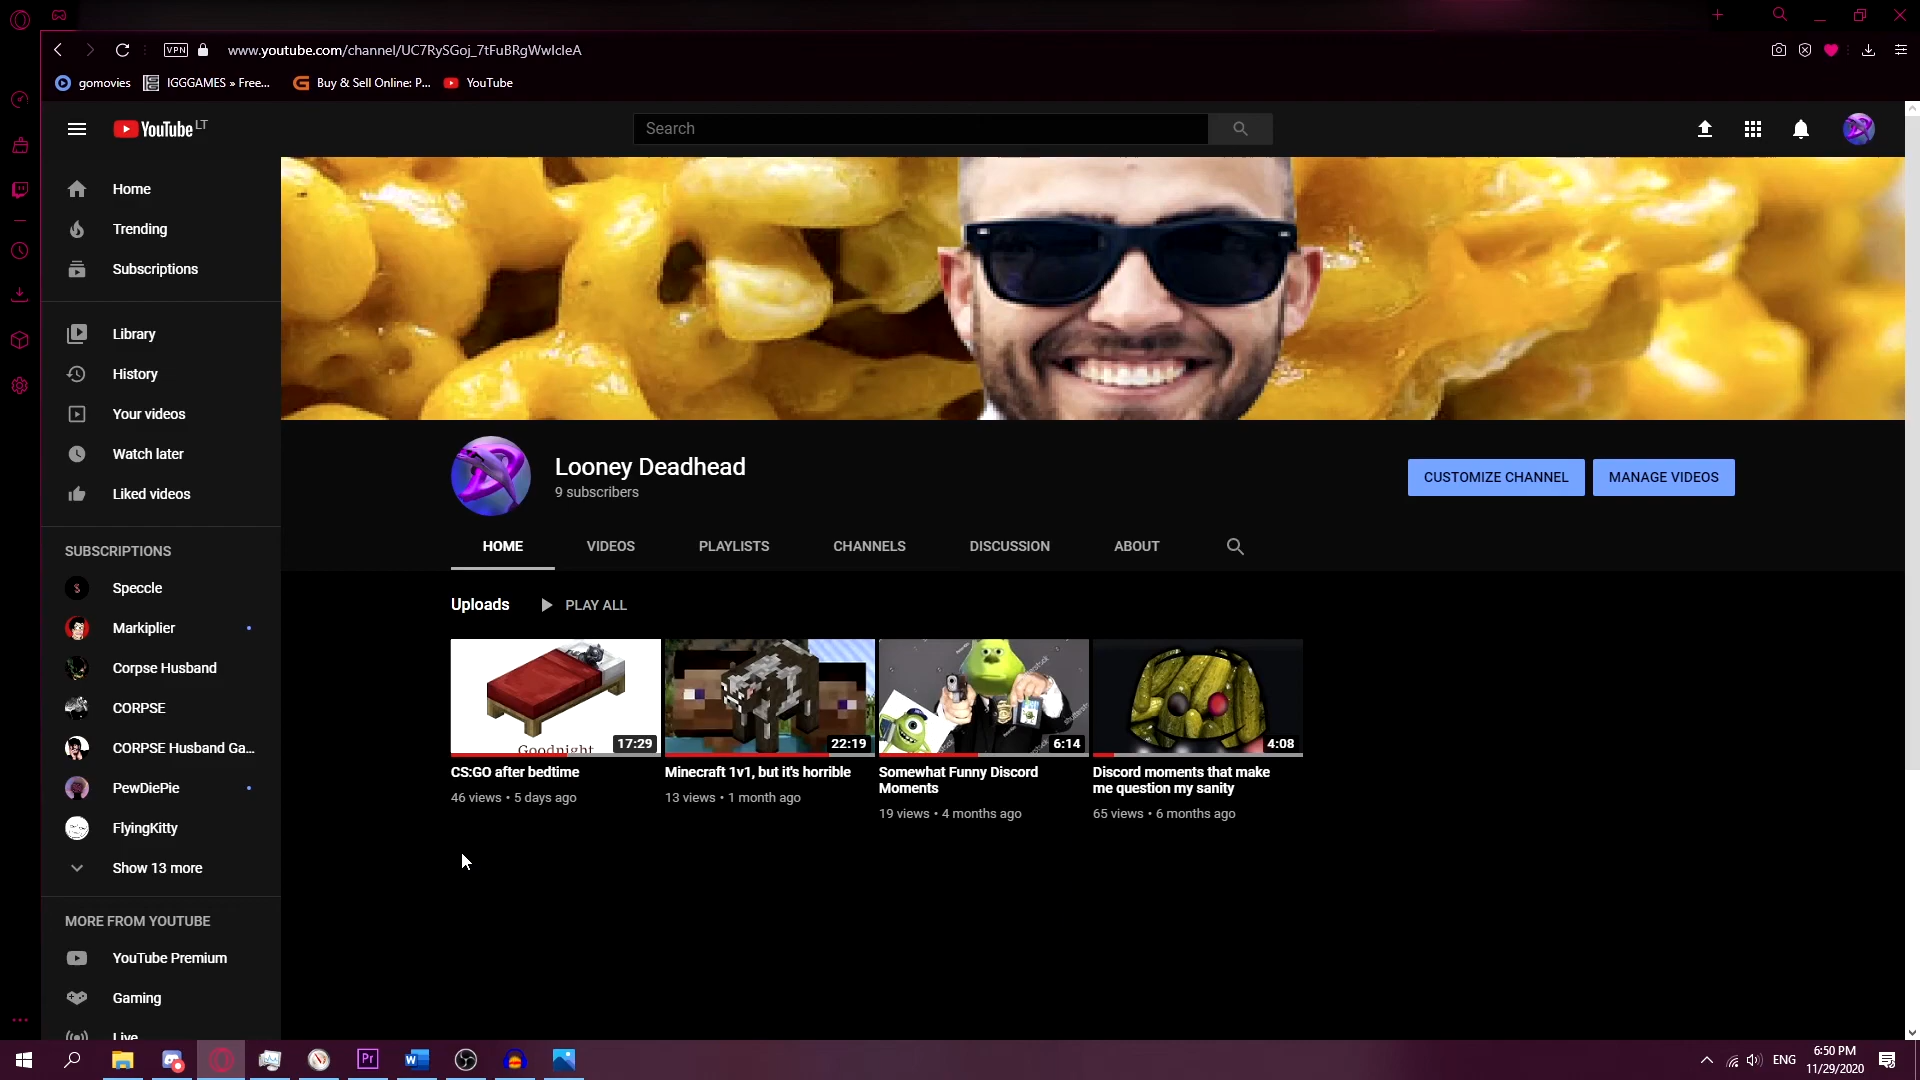 VPN
www.youtube.com/channel/UC7RySGoj_7tFuBRgWwIcleA
gomovies
IGGGAMES » Free...
Buy & Sell Online: P...
YouTube
YouTube LT
Search
Home
Trending
Subscriptions
Library
History
Your videos
Watch later
Liked videos
SUBSCRIPTIONS
Speccle
Markiplier
Corpse Husband
CORPSE
CORPSE Husband Ga...
PewDiePie
FlyingKitty
Show 13 more
MORE FROM YOUTUBE
YouTube Premium
Gaming
Live
Looney Deadhead
9 subscribers
CUSTOMIZE CHANNEL
MANAGE VIDEOS
HOME
VIDEOS
PLAYLISTS
CHANNELS
DISCUSSION
ABOUT
Uploads
PLAY ALL
Goodnight
17:29
CS:GO after bedtime
46 views • 5 days ago
22:19
Minecraft 1v1, but it's horrible
13 views • 1 month ago
shutterstock
6:14
Somewhat Funny Discord
Moments
19 views • 4 months ago
4:08
Discord moments that make
me question my sanity
65 views • 6 months ago
Pr
ENG
6:50 PM
11/29/2020